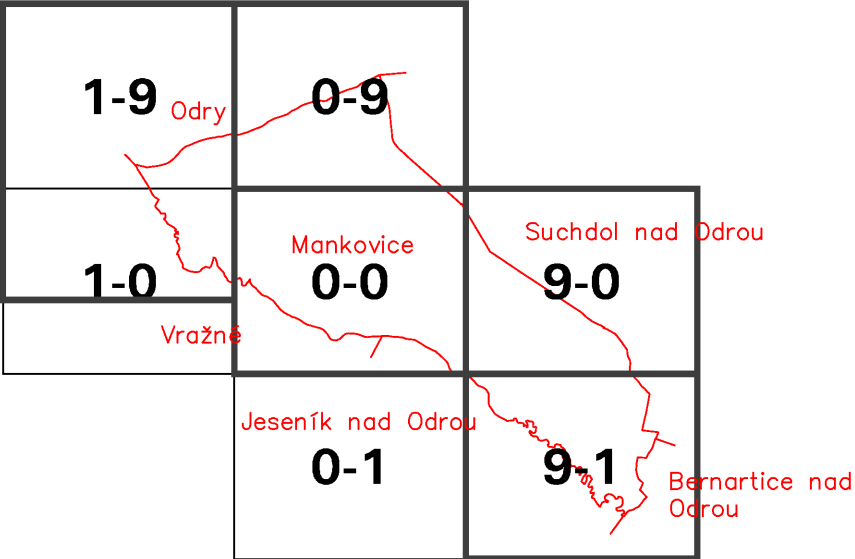 1-9
Odry
0-9
Mankovice
Suchdol nad Odrou
1-0
0-0
9-0
Vražné
Jeseník nad Odrou
0-1
9-1
Bernartice nad
Odrou